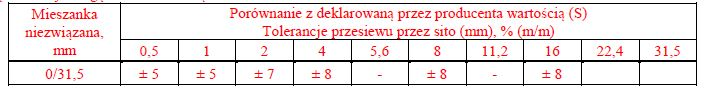 Mieszanka niezwiązana, mm
Porównanie z deklarowaną przez producenta wartością (S)
Tolerancje przesiewu przez sito (mm), % (m/m)
0,5 1 2 4 5,6 8 11,2 16 22,4 31,5
0/31,5 ± 5 ± 5 ± 7 ± 8 - ± 8 - ± 8